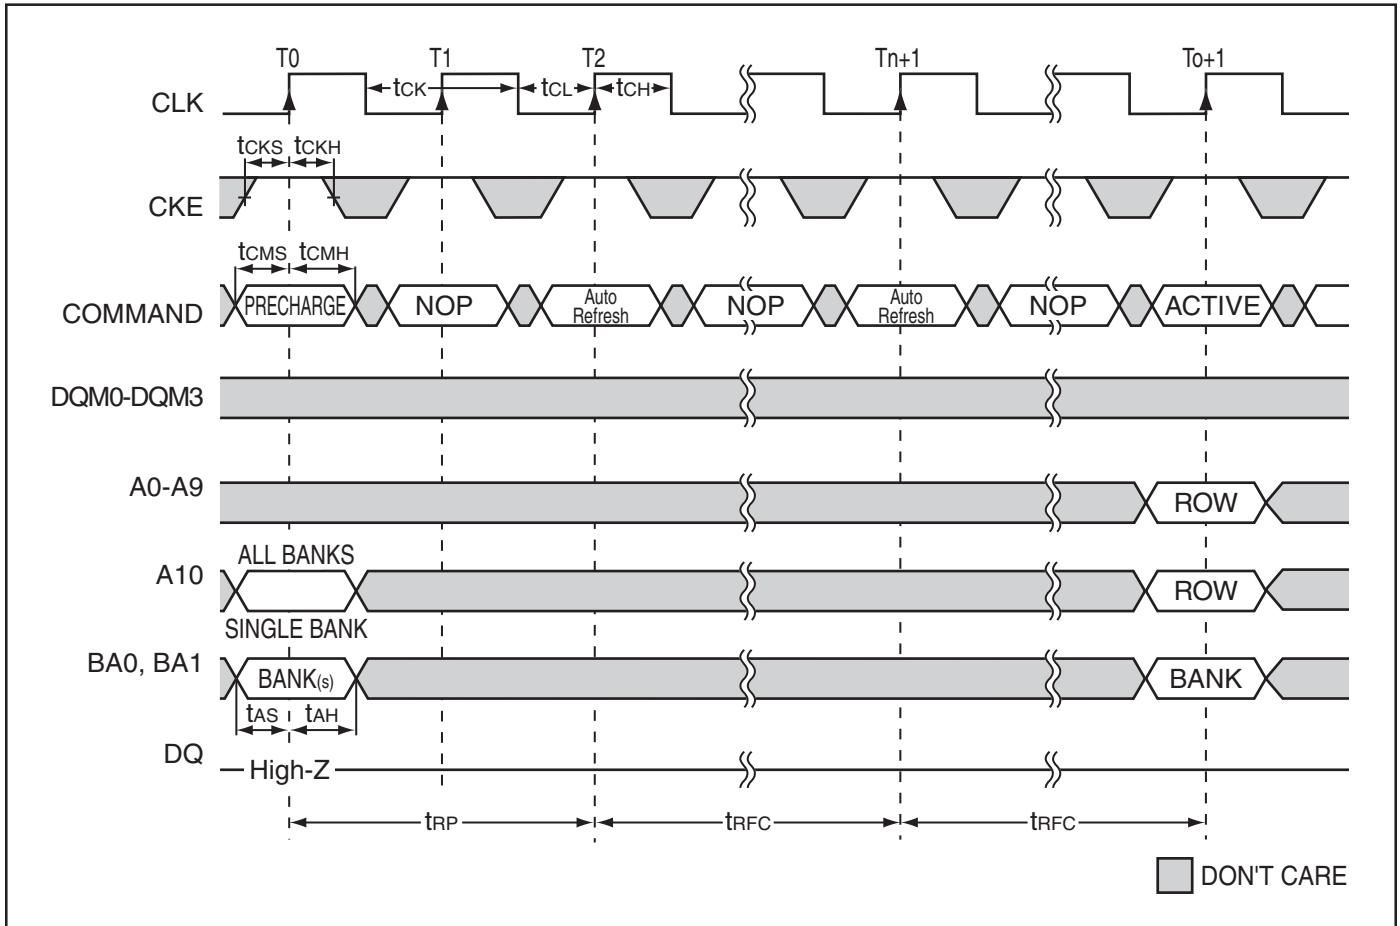 T0 T1 T2 Tn+1 To+1
tCK tCL tCH
CLK
tCKS tCKH
CKE
tCMS tCMH
COMMAND PRECHARGE NOP Auto Refresh NOP Auto Refresh NOP ACTIVE
DQM0-DQM3
A0-A9 ROW
ALL BANKS
A10 ROW
SINGLE BANK
BA0, BA1 BANK(s) BANK
tAS tAH
DQ High-Z
tRP tRFC tRFC
DON'T CARE